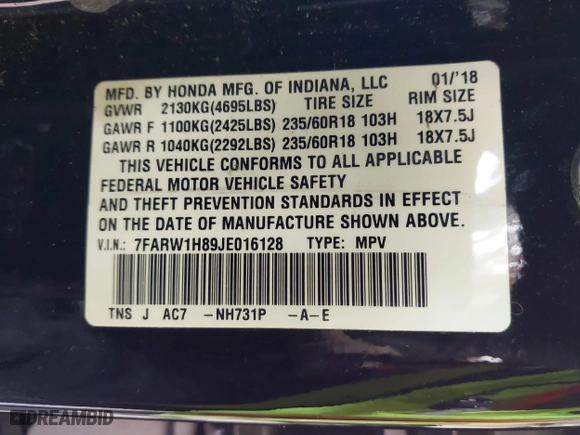 MFD. BY HONDA MFG. OF INDIANA, LLC 01/'18
GVWR 2130KG(4695LBS) TIRE SIZE RIM SIZE
GAWR F 1100KG(2425LBS) 235/60R18 103H 18X7.5J
GAWR R 1040KG(2292LBS) 235/60R18 103H 18X7.5J
THIS VEHICLE CONFORMS TO ALL APPLICABLE
FEDERAL MOTOR VEHICLE SAFETY
AND THEFT PREVENTION STANDARDS IN EFFECT
ON THE DATE OF MANUFACTURE SHOWN ABOVE.
V.I.N.: 7FARW1H89JE016128 TYPE: MPV
TNS J AC7 -NH731P -A-E
DREAMBID